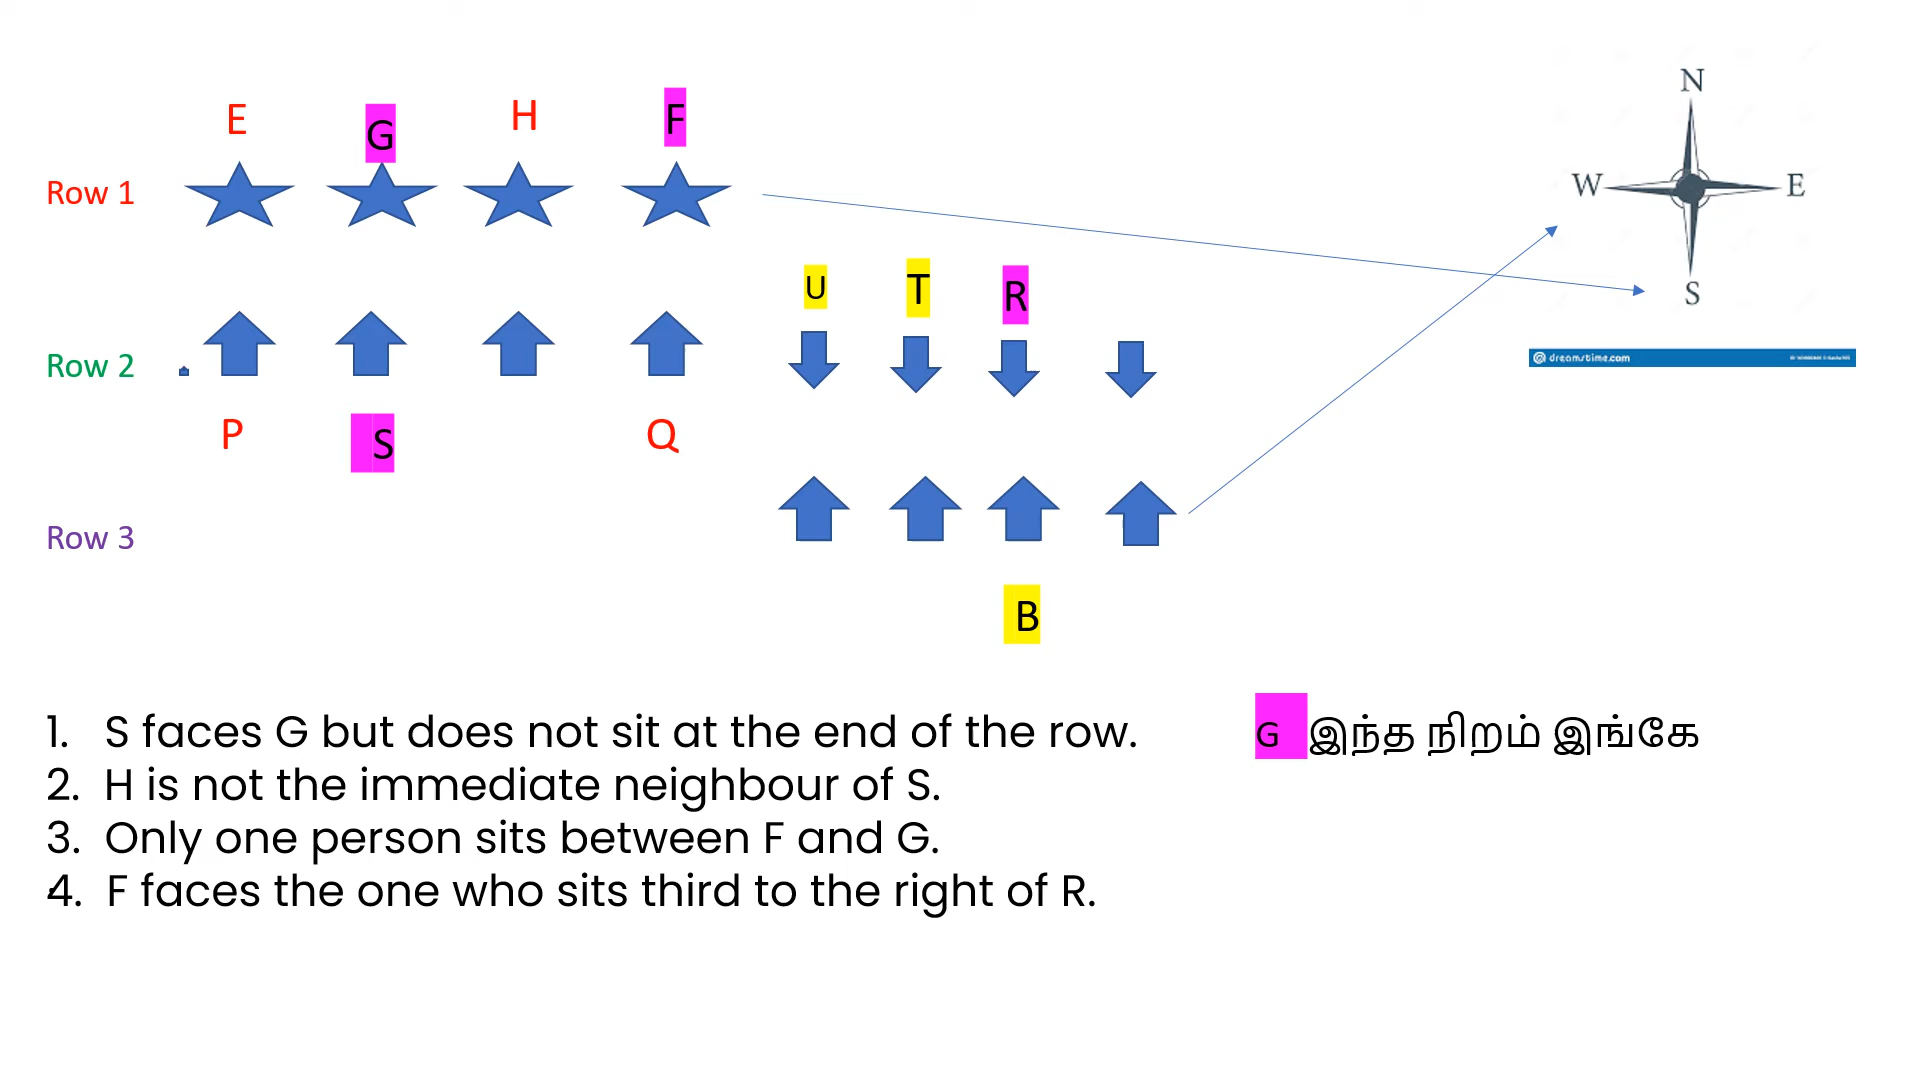 N
E G H F
Row 1
W E
U T R
S
Row 2
dreamstime.com
P S Q
Row 3
B
1. S faces G but does not sit at the end of the row.
G இந்த நிறம் இங்கே
2. H is not the immediate neighbour of S.
3. Only one person sits between F and G.
4. F faces the one who sits third to the right of R.